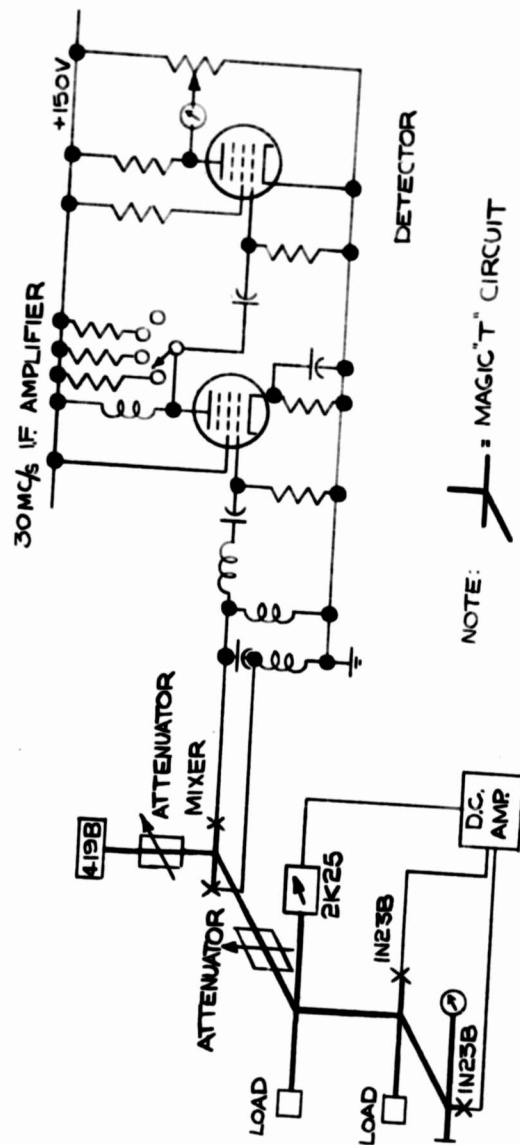 30MC/s I.F. AMPLIFIER
+150V
DETECTOR
419B
ATTENUATOR
MIXER
ATTENUATOR
2K25
LOAD
1N23B
D.C.
AMP.
LOAD
1N23B
NOTE:
= MAGIC "T" CIRCUIT